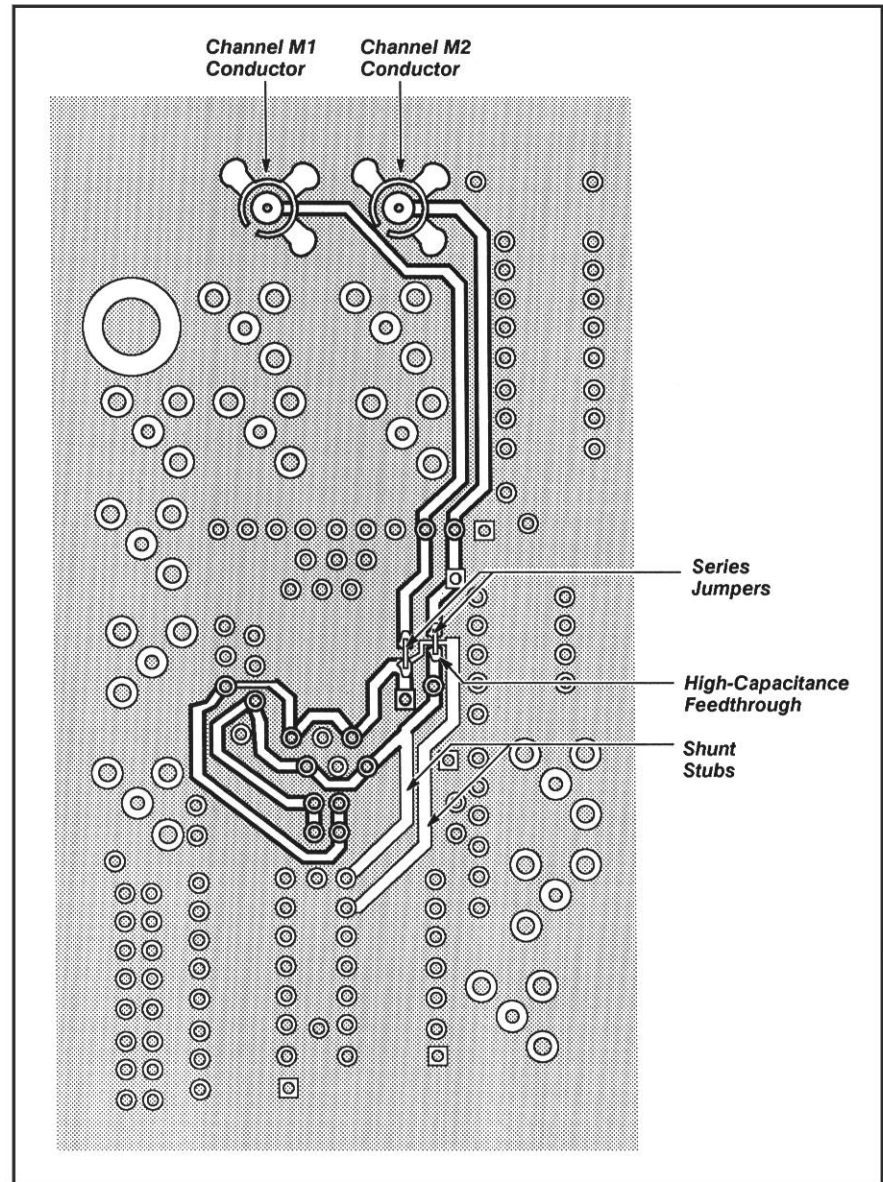 Channel M1
Conductor
Channel M2
Conductor
Series
Jumpers
High-Capacitance
Feedthrough
Shunt
Stubs